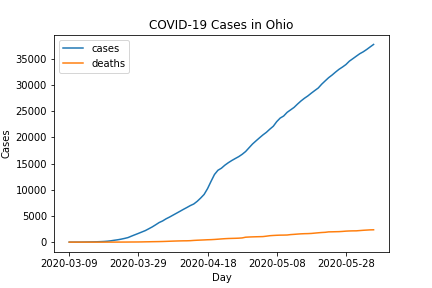 COVID-19 Cases in Ohio
cases
deaths
35000
30000
25000
20000
15000
10000
5000
0
Cases
2020-03-09 2020-03-29 2020-04-18 2020-05-08 2020-05-28
Day